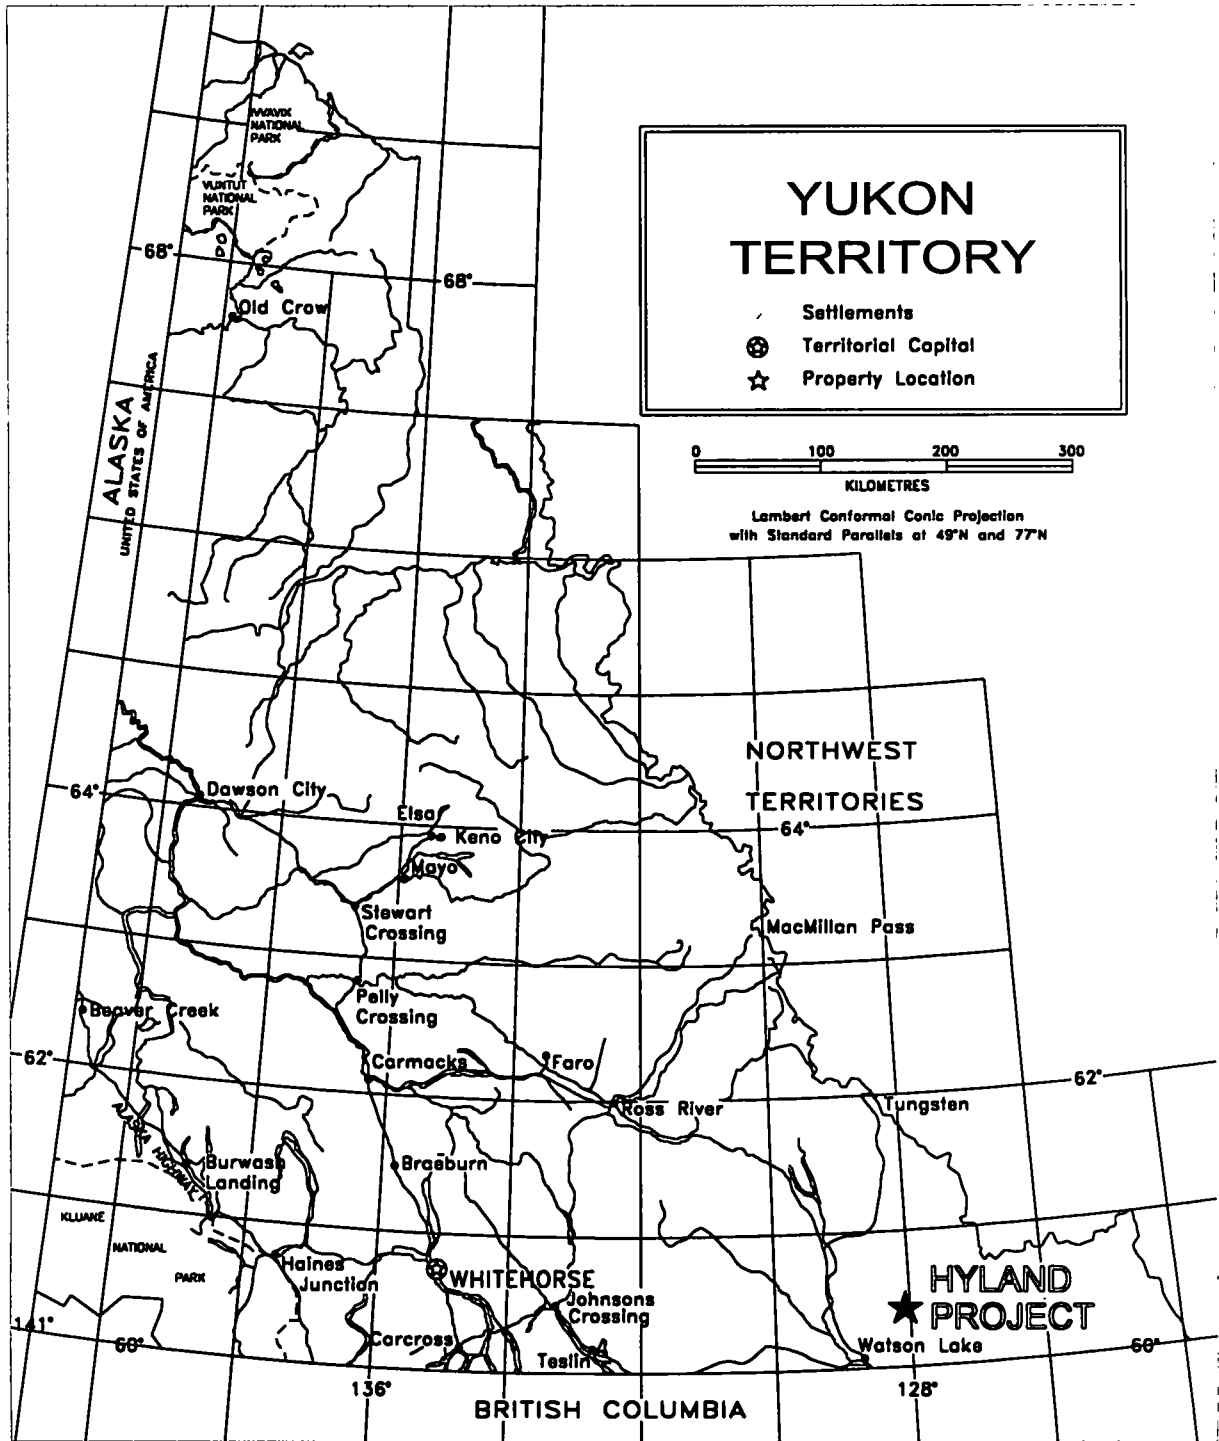 IVVAVIK
NATIONAL
PARK
VUNTUT
NATIONAL
PARK
YUKON
TERRITORY
Settlements
Territorial Capital
Property Location
68°
68°
Old Crow
ALASKA
UNITED STATES OF AMERICA
0 100 200 300
KILOMETRES
Lambert Conformal Conic Projection
with Standard Parallels at 49°N and 77°N
NORTHWEST
TERRITORIES
64°
Dawson City
Elsa
Keno City
64°
Mayo
Stewart
Crossing
MacMillan Pass
Beaver Creek
Pelly
Crossing
62°
Carmacks
Faro
62°
Ross River
Tungsten
ALASKA HIGHWAY 1
Burwash
Landing
Braeburn
KLUANE
NATIONAL
PARK
Haines
Junction
WHITEHORSE
Johnsons
Crossing
HYLAND
PROJECT
141°
60°
Carcross
Teslin
Watson Lake
60°
136°
128°
BRITISH COLUMBIA